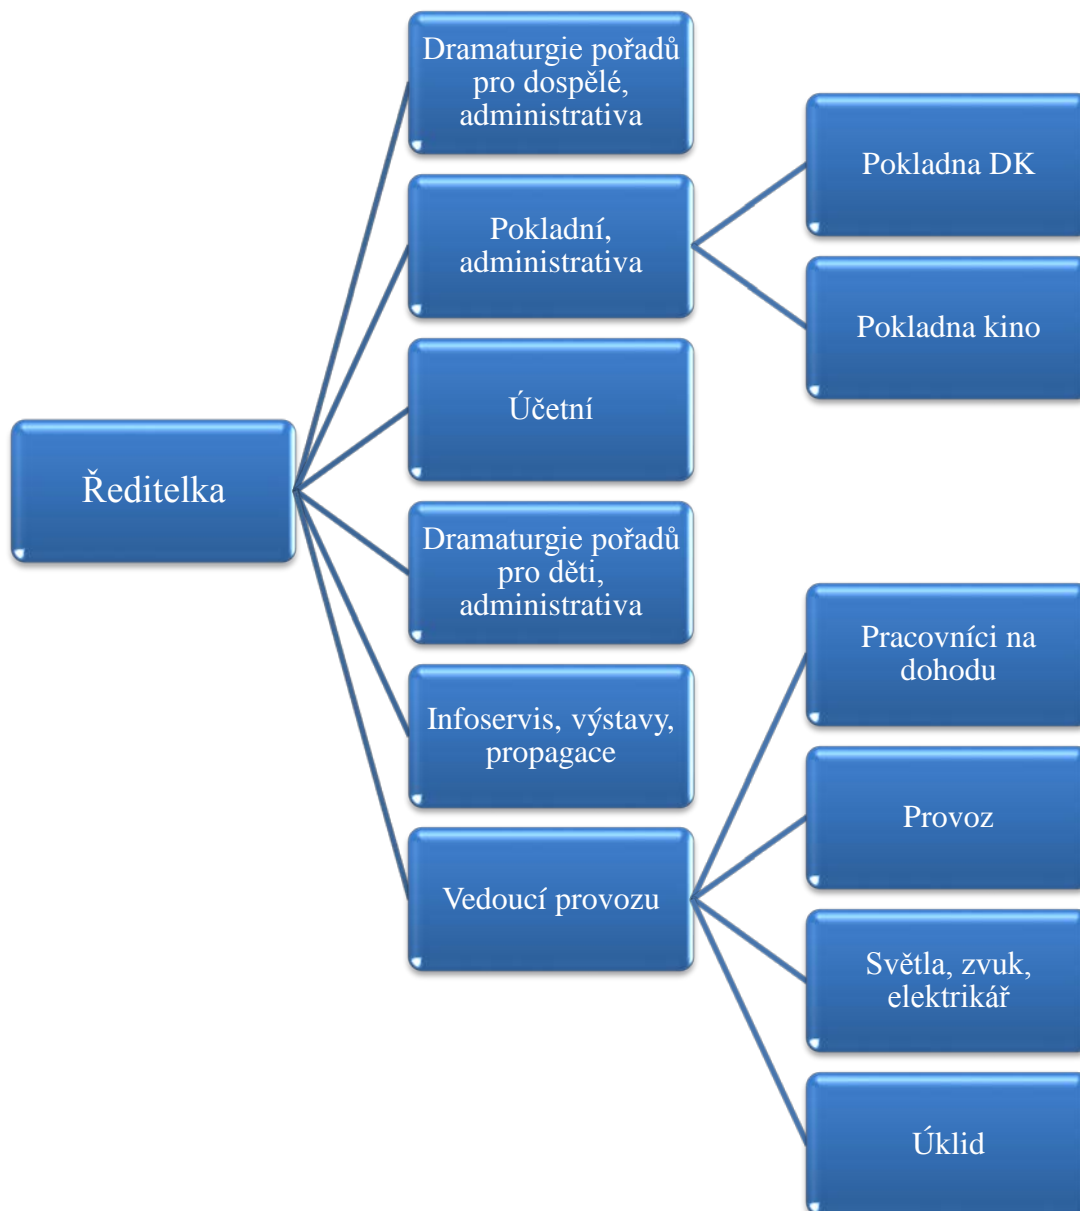 Ředitelka
Dramaturgie pořadů
pro dospělé,
administrativa
Pokladní,
administrativa
Pokladna DK
Pokladna kino
Účetní
Dramaturgie pořadů
pro děti,
administrativa
Infoservis, výstavy,
propagace
Vedoucí provozu
Pracovníci na
dohodu
Provoz
Světla, zvuk,
elektrikář
Úklid